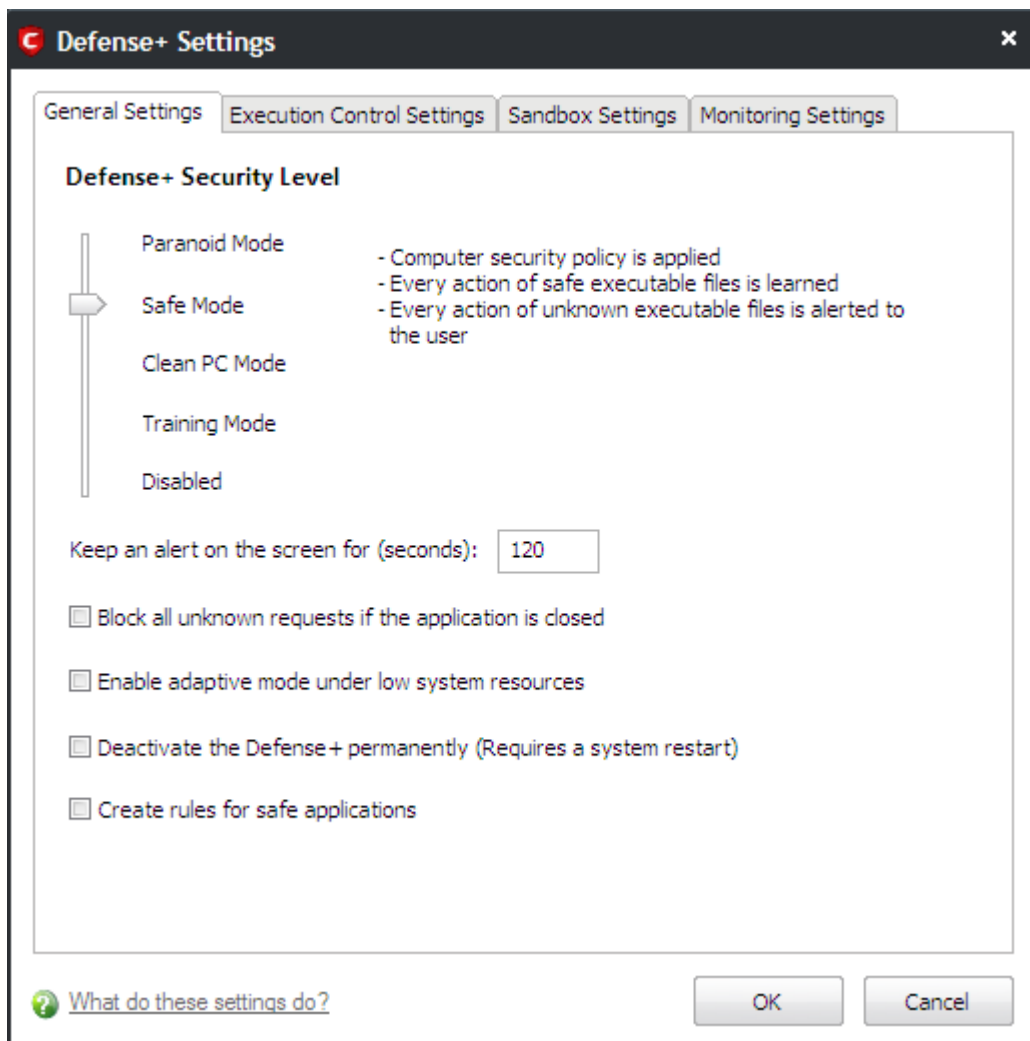 Defense+ Settings
General Settings
Execution Control Settings
Sandbox Settings
Monitoring Settings
Defense+ Security Level
Paranoid Mode
Safe Mode
Clean PC Mode
Training Mode
Disabled
- Computer security policy is applied
- Every action of safe executable files is learned
- Every action of unknown executable files is alerted to
the user
Keep an alert on the screen for (seconds): 120
Block all unknown requests if the application is closed
Enable adaptive mode under low system resources
Deactivate the Defense+ permanently (Requires a system restart)
Create rules for safe applications
What do these settings do?
OK
Cancel